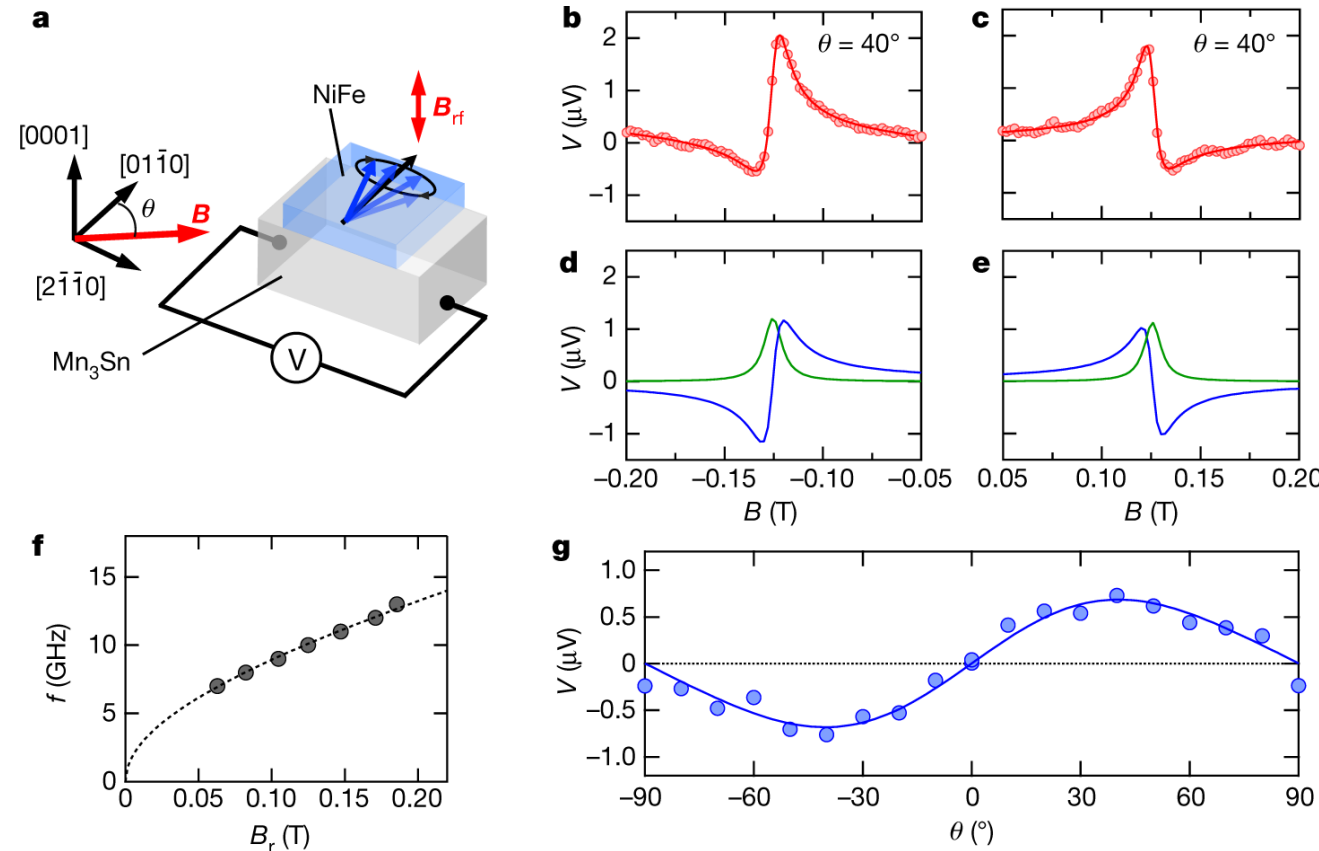 a
NiFe
B_rf
[0001]
[011̄0]
θ
B
[21̄1̄0]
Mn₃Sn
V
b
θ = 40°
V (μV)
2
1
0
−1
c
θ = 40°
d
V (μV)
2
1
0
−1
−0.20
−0.15
−0.10
−0.05
B (T)
e
0.05
0.10
0.15
0.20
B (T)
f
f (GHz)
15
10
5
0
0
0.05
0.10
0.15
0.20
B_r (T)
g
V (μV)
1.0
0.5
0
−0.5
−1.0
−90
−60
−30
0
30
60
90
θ (°)